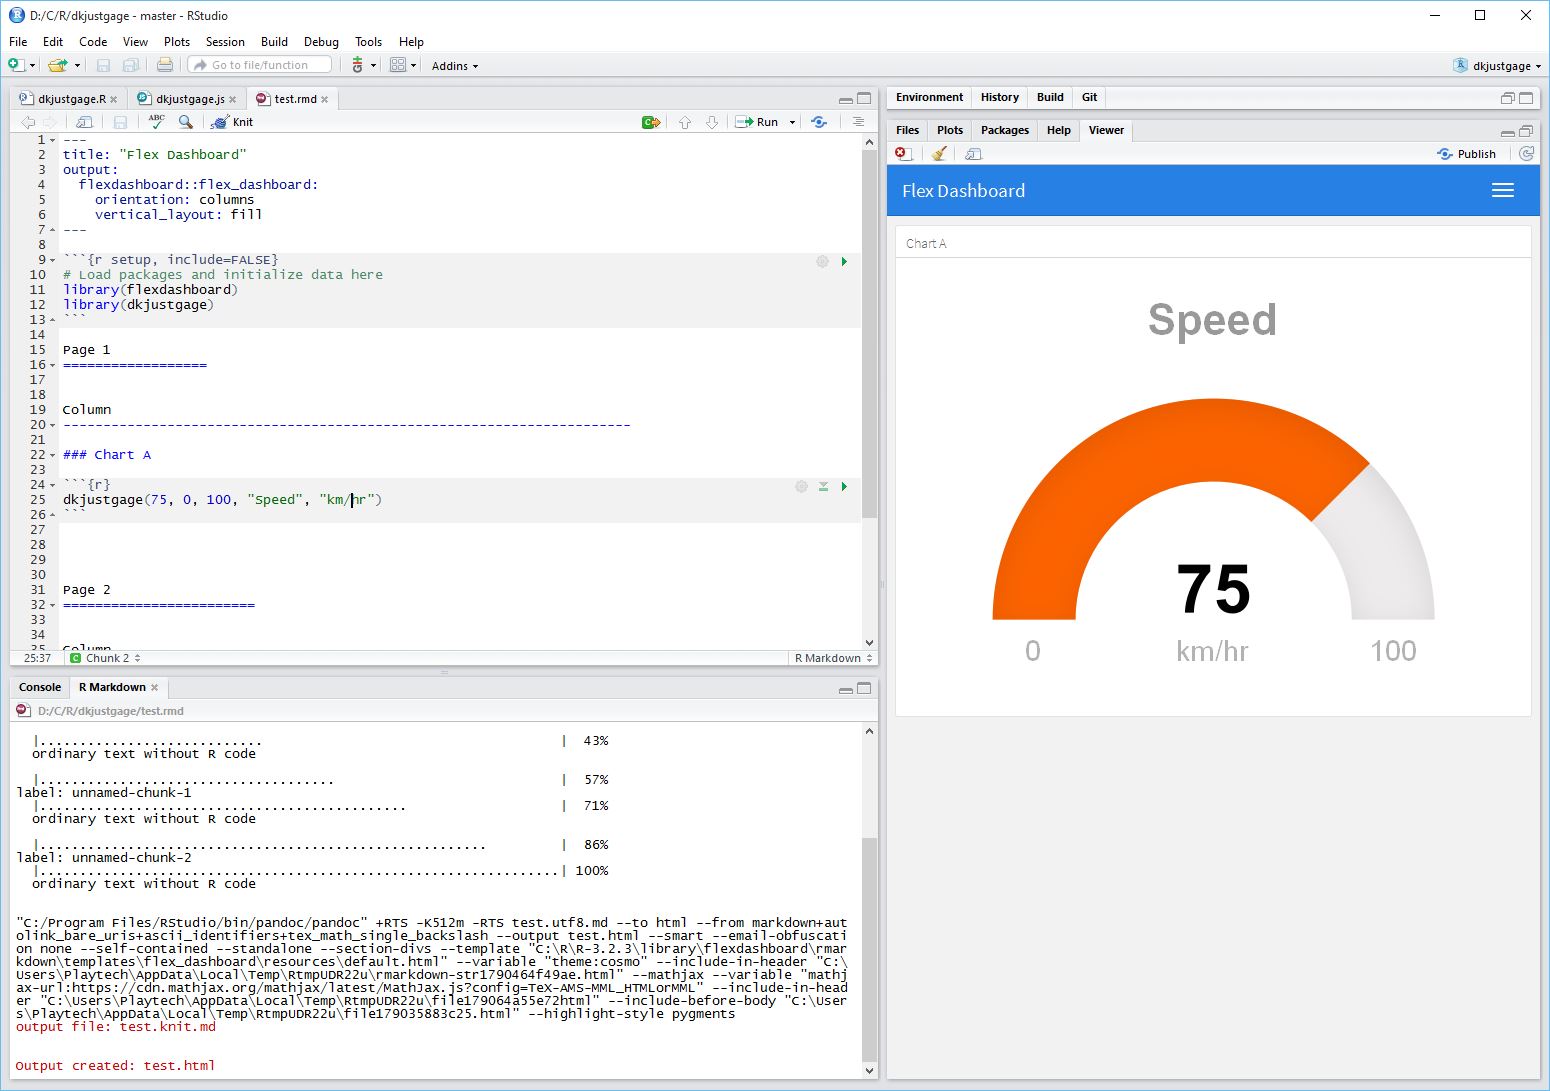 D:/C/R/dkjustgage - master - RStudio
File Edit Code View Plots Session Build Debug Tools Help
Go to file/function Addins dkjustgage
dkjustgage.R dkjustgage.js test.rmd
ABC Knit Run
1 ---
2 title: "Flex Dashboard"
3 output:
4   flexdashboard::flex_dashboard:
5     orientation: columns
6     vertical_layout: fill
7 ---
8
9 ```{r setup, include=FALSE}
10 # Load packages and initialize data here
11 library(flexdashboard)
12 library(dkjustgage)
13 ```
14
15 Page 1
16 ==================
17
18
19 Column
20 -----------------------------------------------------------------------
21
22 ### Chart A
23
24 ```{r}
25 dkjustgage(75, 0, 100, "Speed", "km/hr")
26 ```
27
28
29
30
31 Page 2
32 ========================
33
34
35 Column
25:37 Chunk 2 R Markdown
Console R Markdown
D:/C/R/dkjustgage/test.rmd
|............................ | 43%
ordinary text without R code
|..................................... | 57%
label: unnamed-chunk-1
|.............................................. | 71%
ordinary text without R code
|........................................................ | 86%
label: unnamed-chunk-2
|.................................................................| 100%
ordinary text without R code
"C:/Program Files/RStudio/bin/pandoc/pandoc" +RTS -K512m -RTS test.utf8.md --to html --from markdown+aut
olink_bare_uris+ascii_identifiers+tex_math_single_backslash --output test.html --smart --email-obfuscati
on none --self-contained --standalone --section-divs --template "C:\R\R-3.2.3\library\flexdashboard\rmar
kdown\templates\flex_dashboard\resources\default.html" --variable "theme:cosmo" --include-in-header "C:\
Users\Playtech\AppData\Local\Temp\RtmpUDR22u\rmarkdown-str1790464f49ae.html" --mathjax --variable "mathj
ax-url:https://cdn.mathjax.org/mathjax/latest/MathJax.js?config=TeX-AMS-MML_HTMLorMML" --include-in-head
er "C:\Users\Playtech\AppData\Local\Temp\RtmpUDR22u\file179064a55e72html" --include-before-body "C:\User
s\Playtech\AppData\Local\Temp\RtmpUDR22u\file179035883c25.html" --highlight-style pygments
output file: test.knit.md
Output created: test.html
Environment History Build Git
Files Plots Packages Help Viewer
Publish
Flex Dashboard
Chart A
Speed
75
0 km/hr 100